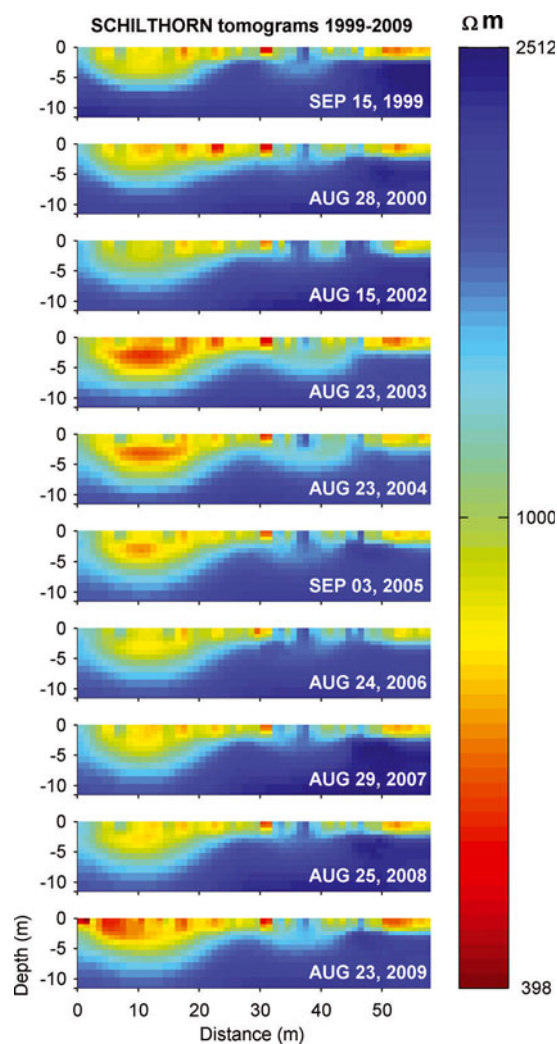 SCHILTHORN tomograms 1999-2009
Ωm
0
-5
-10
SEP 15, 1999
2512
0
-5
-10
AUG 28, 2000
0
-5
-10
AUG 15, 2002
0
-5
-10
AUG 23, 2003
0
-5
-10
AUG 23, 2004
1000
0
-5
-10
SEP 03, 2005
0
-5
-10
AUG 24, 2006
0
-5
-10
AUG 29, 2007
0
-5
-10
AUG 25, 2008
0
-5
-10
AUG 23, 2009
398
Depth (m)
0 10 20 30 40 50
Distance (m)